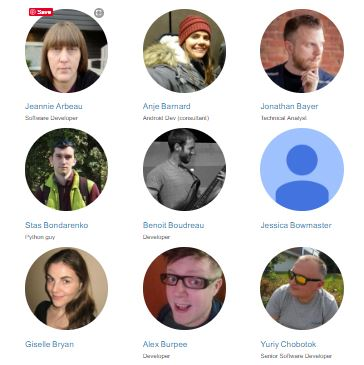 Save
Jeannie Arbeau
Anje Barnard
Jonathan Bayer
Software Developer
Android Dev (consultant)
Technical Analyst
Stas Bondarenko
Benoit Boudreau
Jessica Bowmaster
Python guy
Developer
Giselle Bryan
Alex Burpee
Yuriy Chobotok
Developer
Senior Software Developer